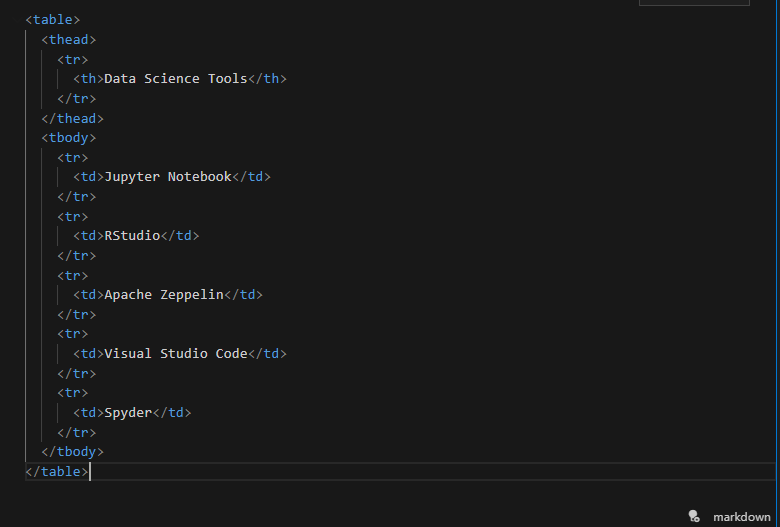 <table>
<thead>
<tr>
<th>Data Science Tools</th>
</tr>
</thead>
<tbody>
<tr>
<td>Jupyter Notebook</td>
</tr>
<tr>
<td>RStudio</td>
</tr>
<tr>
<td>Apache Zeppelin</td>
</tr>
<tr>
<td>Visual Studio Code</td>
</tr>
<tr>
<td>Spyder</td>
</tr>
</tbody>
</table>
markdown